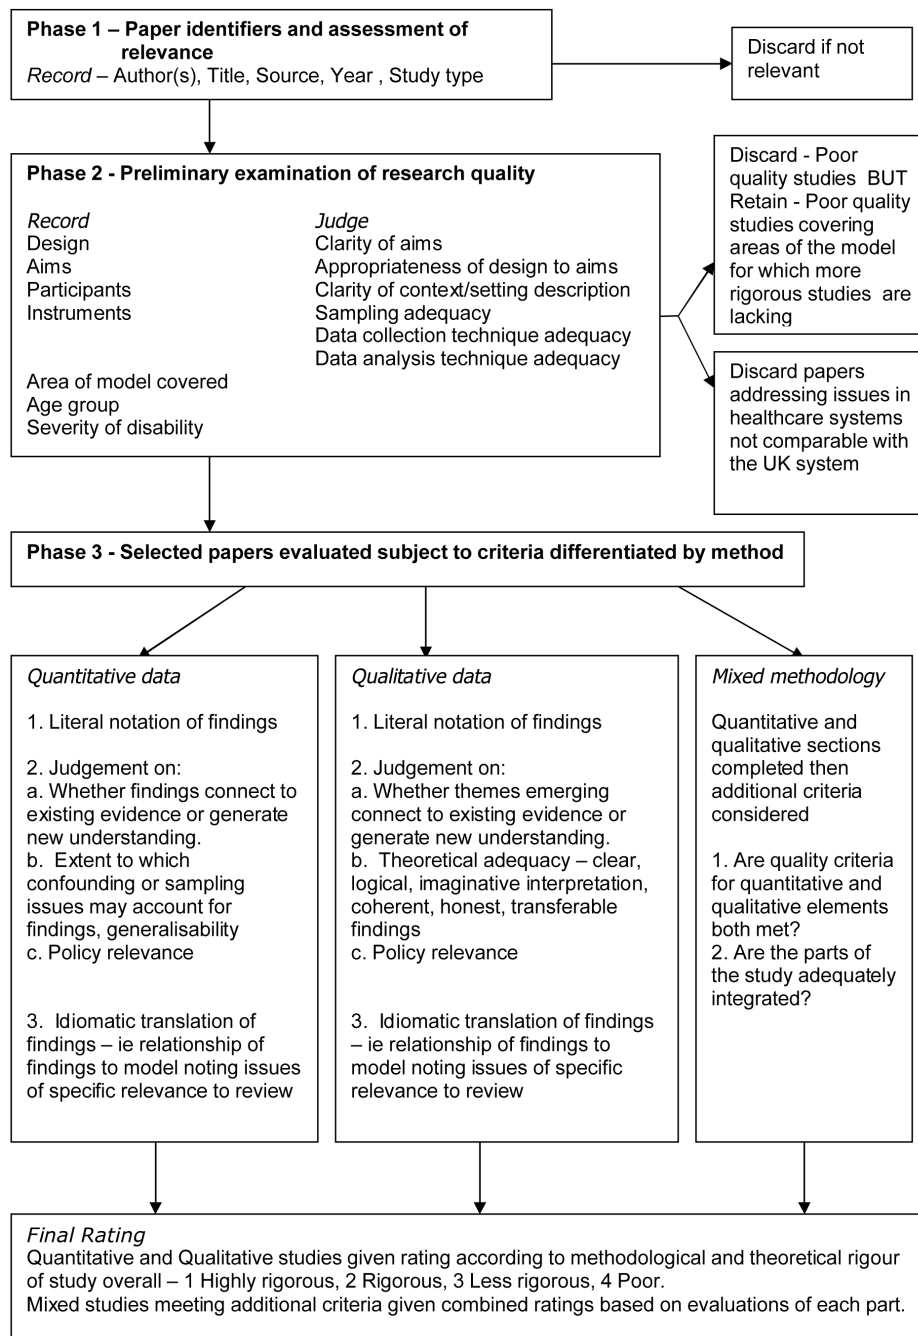 Phase 1 – Paper identifiers and assessment of
relevance
Record – Author(s), Title, Source, Year , Study type
Discard if not
relevant
Phase 2 - Preliminary examination of research quality
Record
Design
Aims
Participants
Instruments
Area of model covered
Age group
Severity of disability
Judge
Clarity of aims
Appropriateness of design to aims
Clarity of context/setting description
Sampling adequacy
Data collection technique adequacy
Data analysis technique adequacy
Discard - Poor
quality studies  BUT
Retain - Poor quality
studies covering
areas of the model
for which more
rigorous studies  are
lacking
Discard papers
addressing issues in
healthcare systems
not comparable with
the UK system
Phase 3 - Selected papers evaluated subject to criteria differentiated by method
Quantitative data
1. Literal notation of findings
2. Judgement on:
a. Whether findings connect to
existing evidence or generate
new understanding.
b.  Extent to which
confounding or sampling
issues may account for
findings, generalisability
c. Policy relevance
3.  Idiomatic translation of
findings – ie relationship of
findings to model noting issues
of specific relevance to review
Qualitative data
1. Literal notation of findings
2. Judgement on:
a. Whether themes emerging
connect to existing evidence or
generate new understanding.
b.  Theoretical adequacy – clear,
logical, imaginative interpretation,
coherent, honest, transferable
findings
c. Policy relevance
3.  Idiomatic translation of findings
– ie relationship of findings to
model noting issues of specific
relevance to review
Mixed methodology
Quantitative and
qualitative sections
completed then
additional criteria
considered
1. Are quality criteria
for quantitative and
qualitative elements
both met?
2. Are the parts of
the study adequately
integrated?
Final Rating
Quantitative and Qualitative studies given rating according to methodological and theoretical rigour
of study overall – 1 Highly rigorous, 2 Rigorous, 3 Less rigorous, 4 Poor.
Mixed studies meeting additional criteria given combined ratings based on evaluations of each part.